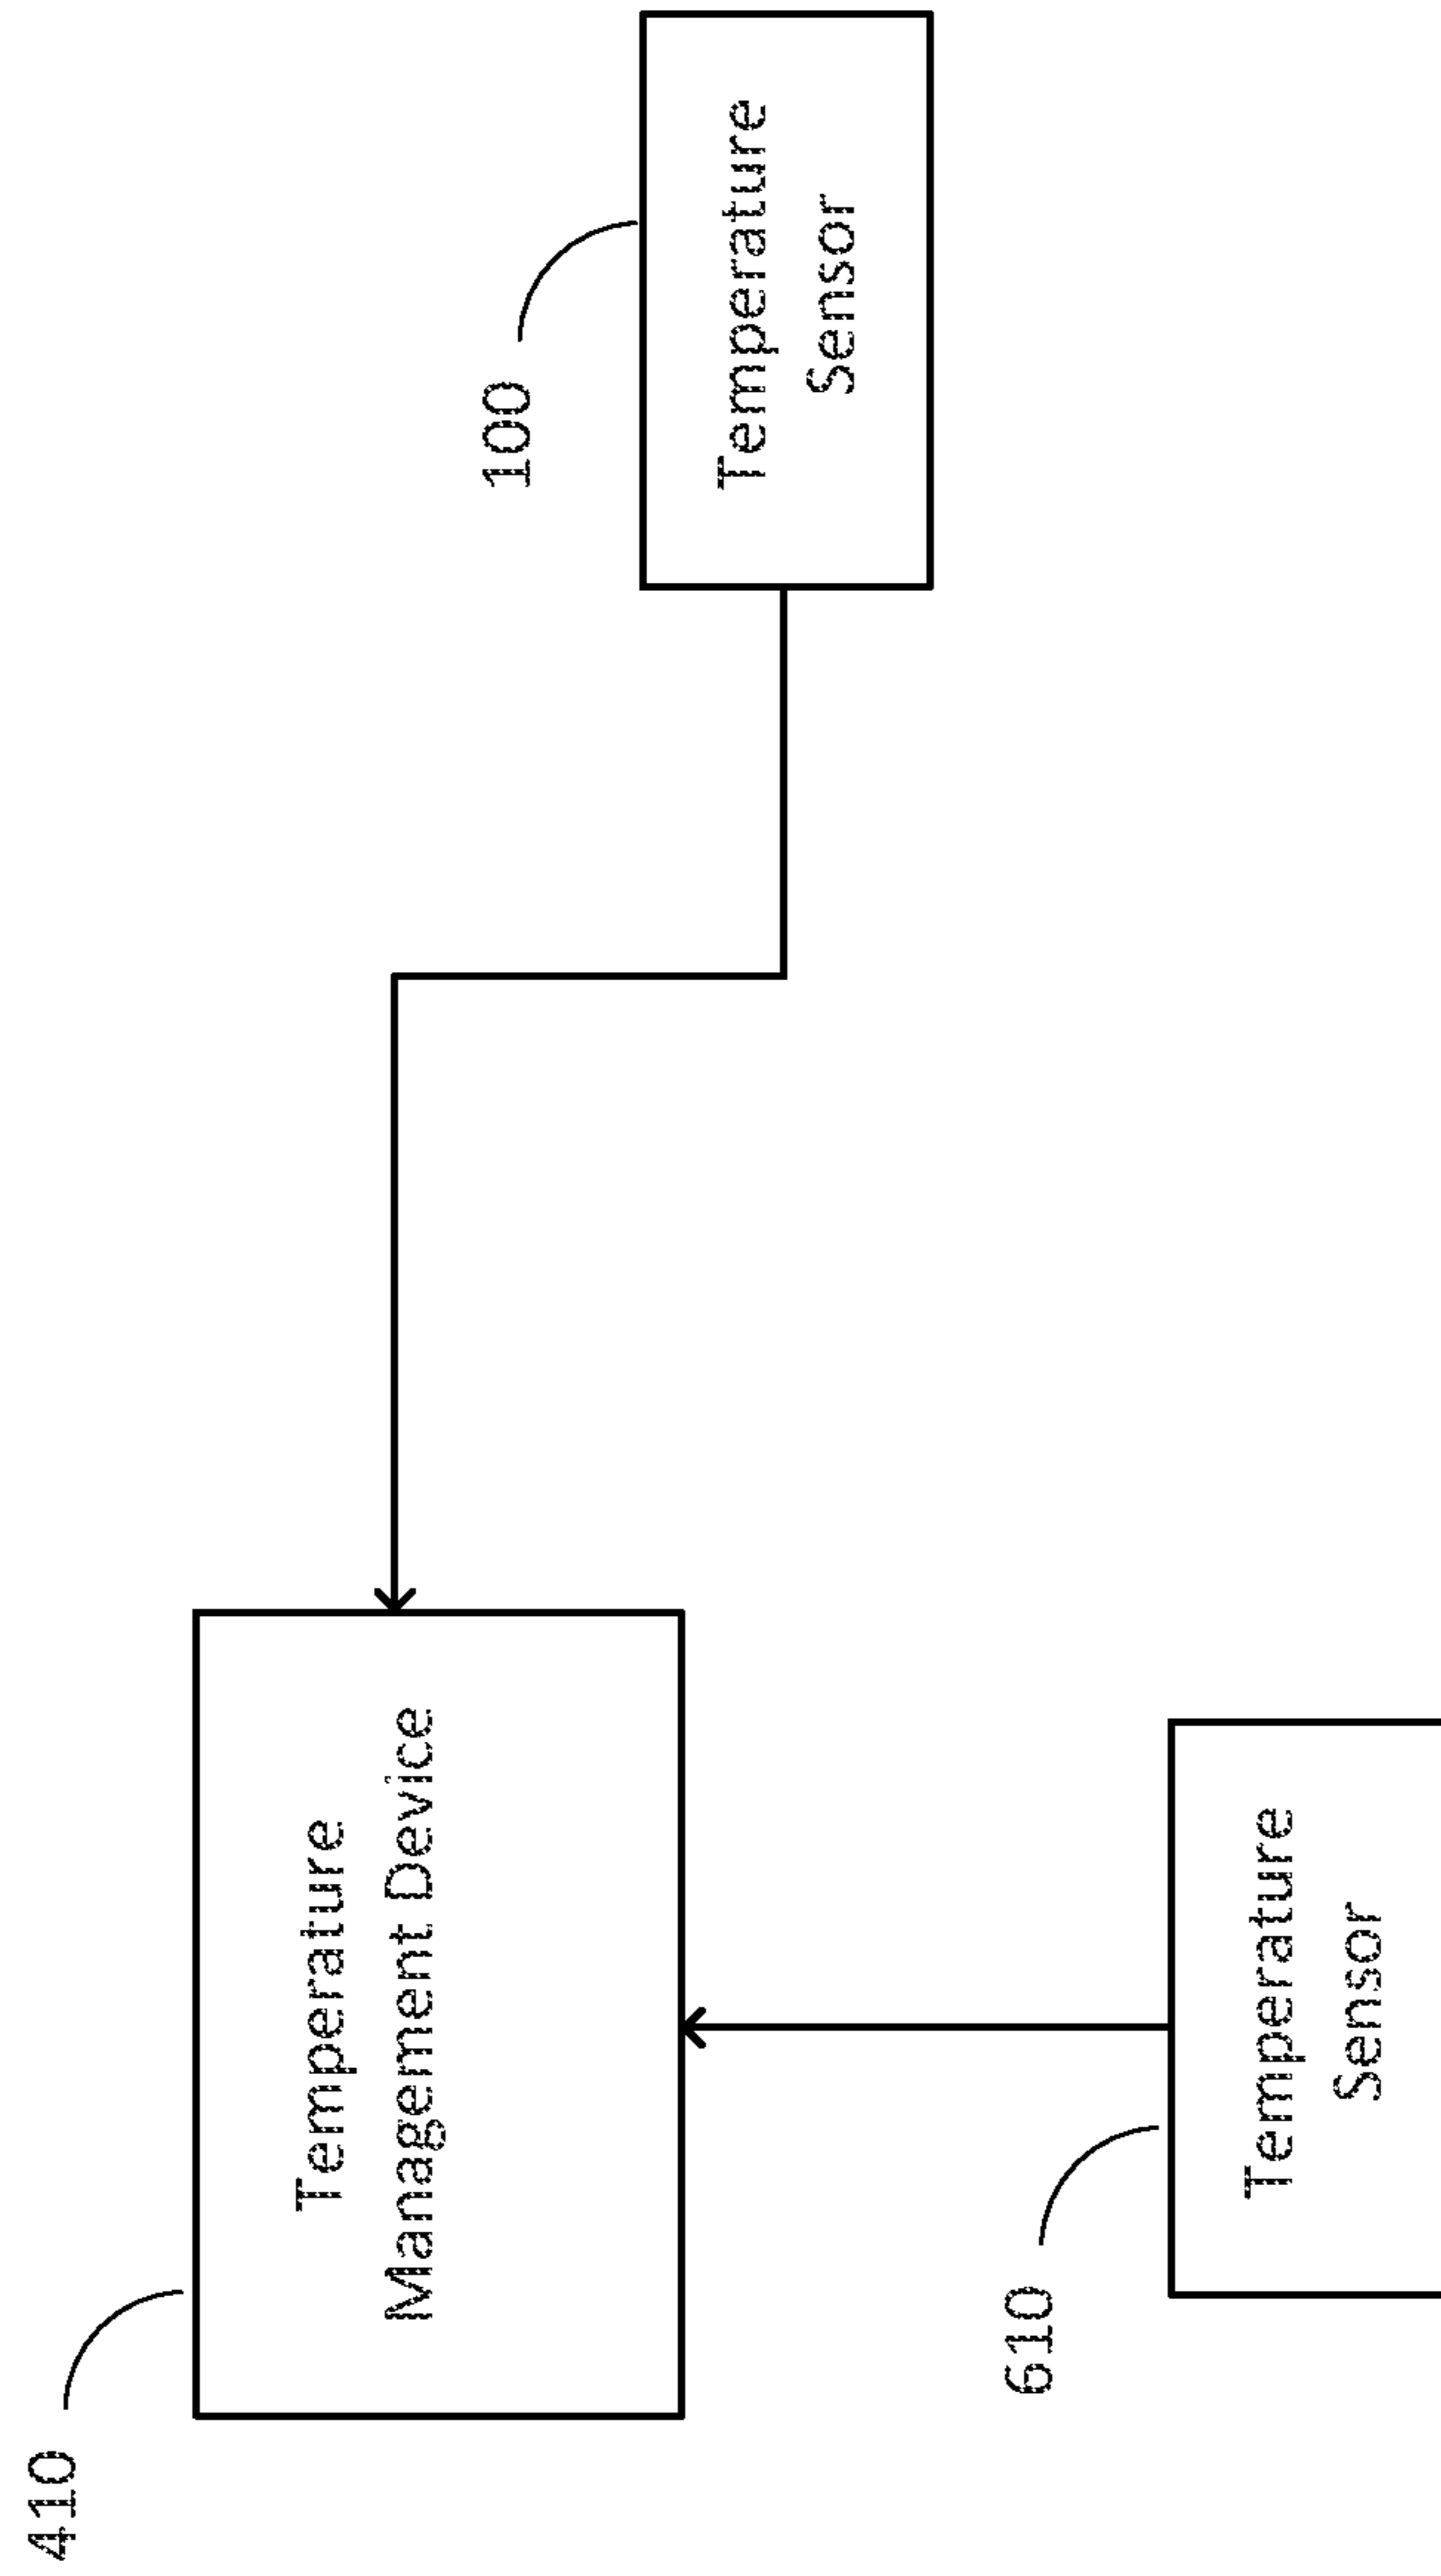 410
Temperature
Management Device
100
Temperature
Sensor
610
Temperature
Sensor